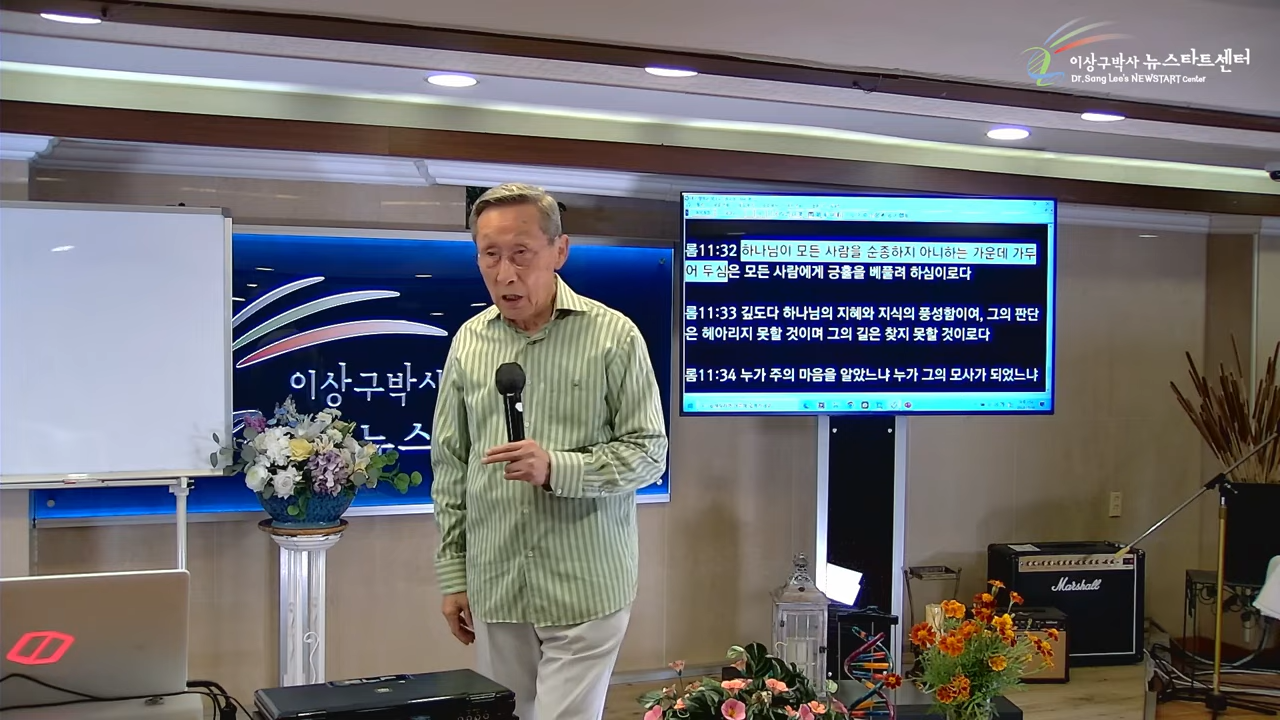 이상구박사 뉴스타트센터
Dr. Sang Lee's NEWSTART Center
롬11:32 하나님이 모든 사람을 순종하지 아니하는 가운데 가두
어 두심은 모든 사람에게 긍휼을 베풀려 하심이로다
롬11:33 깊도다 하나님의 지혜와 지식의 풍성함이여, 그의 판단
은 헤아리지 못할 것이며 그의 길은 찾지 못할 것이로다
롬11:34 누가 주의 마음을 알았느냐 누가 그의 모사가 되었느냐
이상구박사
뉴스
Marshall